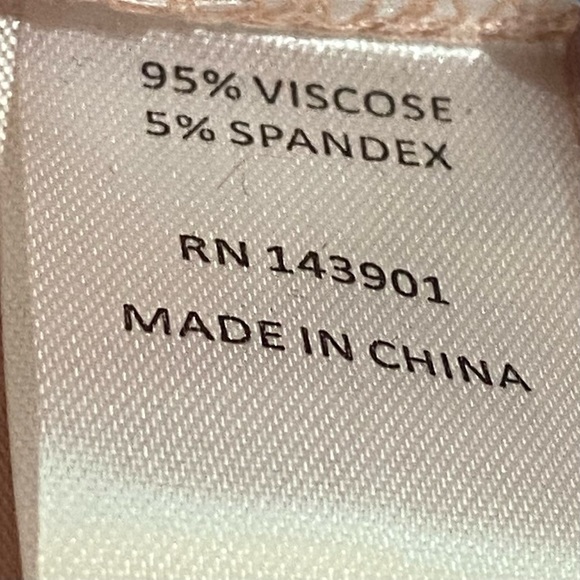 95% VISCOSE
5% SPANDEX
RN 143901
MADE IN CHINA